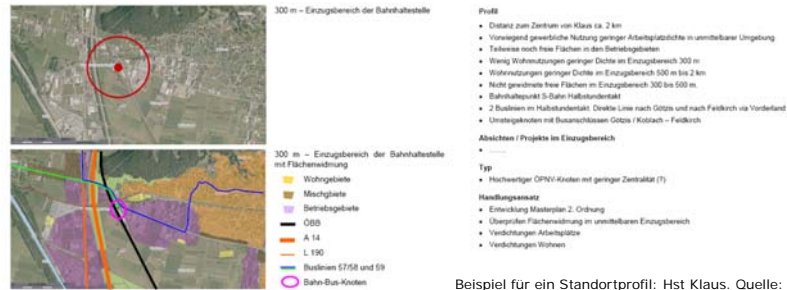 300 m – Einzugsbereich der Bahnhaltestelle
300 m – Einzugsbereich der Bahnhaltestelle
mit Flächenwidmung
Wohngebiete
Mischgbiete
Betriebsgebiete
ÖBB
A 14
L 190
Buslinien 57/58 und 59
Bahn-Bus-Knoten
Profil
• Distanz zum Zentrum von Klaus ca. 2 km
• Vorwiegend gewerbliche Nutzung geringer Arbeitsplatzdichte in unmittelbarer Umgebung
• Teilweise noch freie Flächen in den Betriebsgebieten
• Wenig Wohnnutzungen geringer Dichte im Einzugsbereich 300 m
• Wohnnutzungen geringer Dichte im Einzugsbereich 500 m bis 2 km
• Nicht gewidmete freie Flächen im Einzugsbereich 300 bis 500 m.
• Bahnhaltepunkt S-Bahn Halbstundentakt
• 2 Buslinien im Halbstundentakt. Direkte Linie nach Götzis und nach Feldkirch via Vorderland
• Umsteigeknoten mit Busanschlüssen Götzis / Koblach – Feldkirch
Absichten / Projekte im Einzugsbereich
• ........
Typ
• Hochwertiger ÖPNV-Knoten mit geringer Zentralität (?)
Handlungsansatz
• Entwicklung Masterplan 2. Ordnung
• Überprüfen Flächenwidmung im unmittelbaren Einzugsbereich
• Verdichtungen Arbeitsplätze
• Verdichtungen Wohnen
Beispiel für ein Standortprofil: Hst Klaus. Quelle: